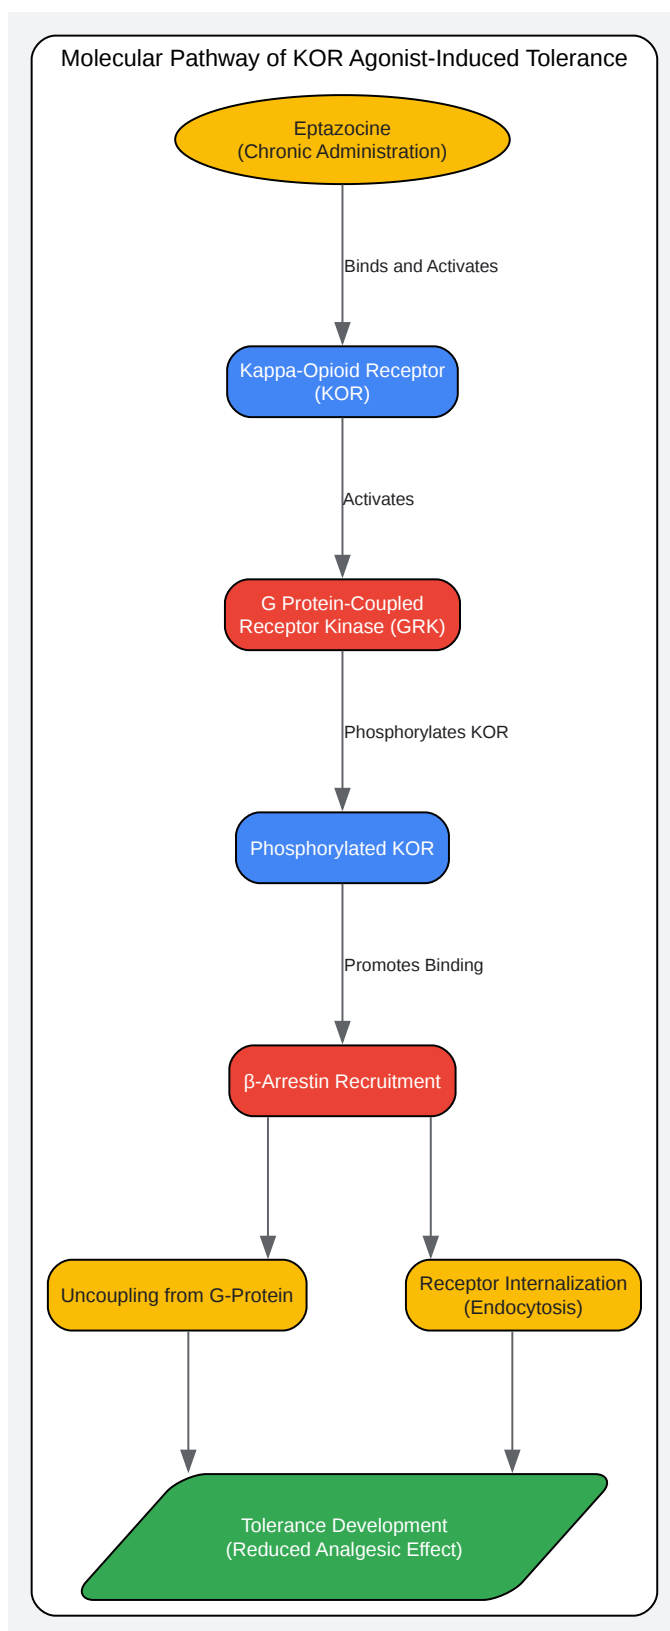 Molecular Pathway of KOR Agonist-Induced Tolerance
Eptazocine
(Chronic Administration)
Binds and Activates
Kappa-Opioid Receptor
(KOR)
Activates
G Protein-Coupled
Receptor Kinase (GRK)
Phosphorylates KOR
Phosphorylated KOR
Promotes Binding
β-Arrestin Recruitment
Uncoupling from G-Protein
Receptor Internalization
(Endocytosis)
Tolerance Development
(Reduced Analgesic Effect)